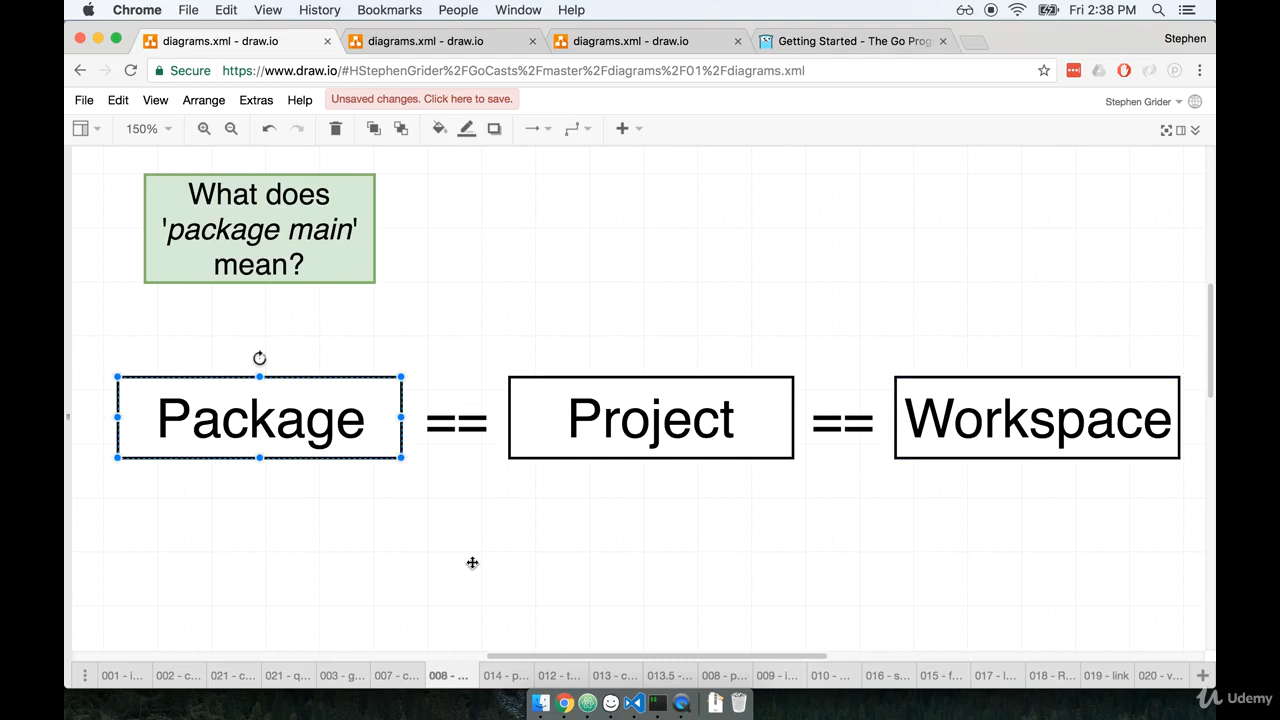 Chrome File Edit View History Bookmarks People Window Help Fri 2:38 PM
diagrams.xml - draw.io diagrams.xml - draw.io diagrams.xml - draw.io Getting Started - The Go Prog Stephen
Secure https://www.draw.io/#HStephenGrider%2FGoCasts%2Fmaster%2Fdiagrams%2F01%2Fdiagrams.xml
File Edit View Arrange Extras Help Unsaved changes. Click here to save. Stephen Grider
150%
What does
'package main'
mean?
Package == Project == Workspace
001 - i... 002 - c... 021 - c... 021 - q... 003 - g... 007 - c... 008 - ... 014 - p... 012 - t... 013 - c... 013.5 - ... 008 - p... 009 - i... 010 - ... 016 - s... 015 - f... 017 - l... 018 - R... 019 - link 020 - v...
Udemy